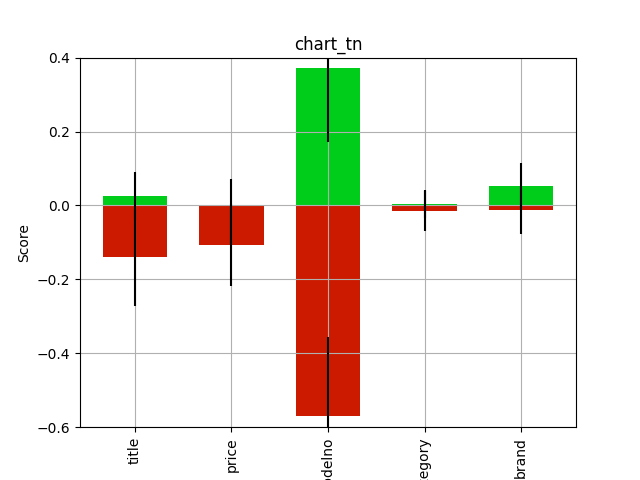 chart_tn
0.4
0.2
0.0
−0.2
−0.4
−0.6
Score
title
price
odelno
egory
brand